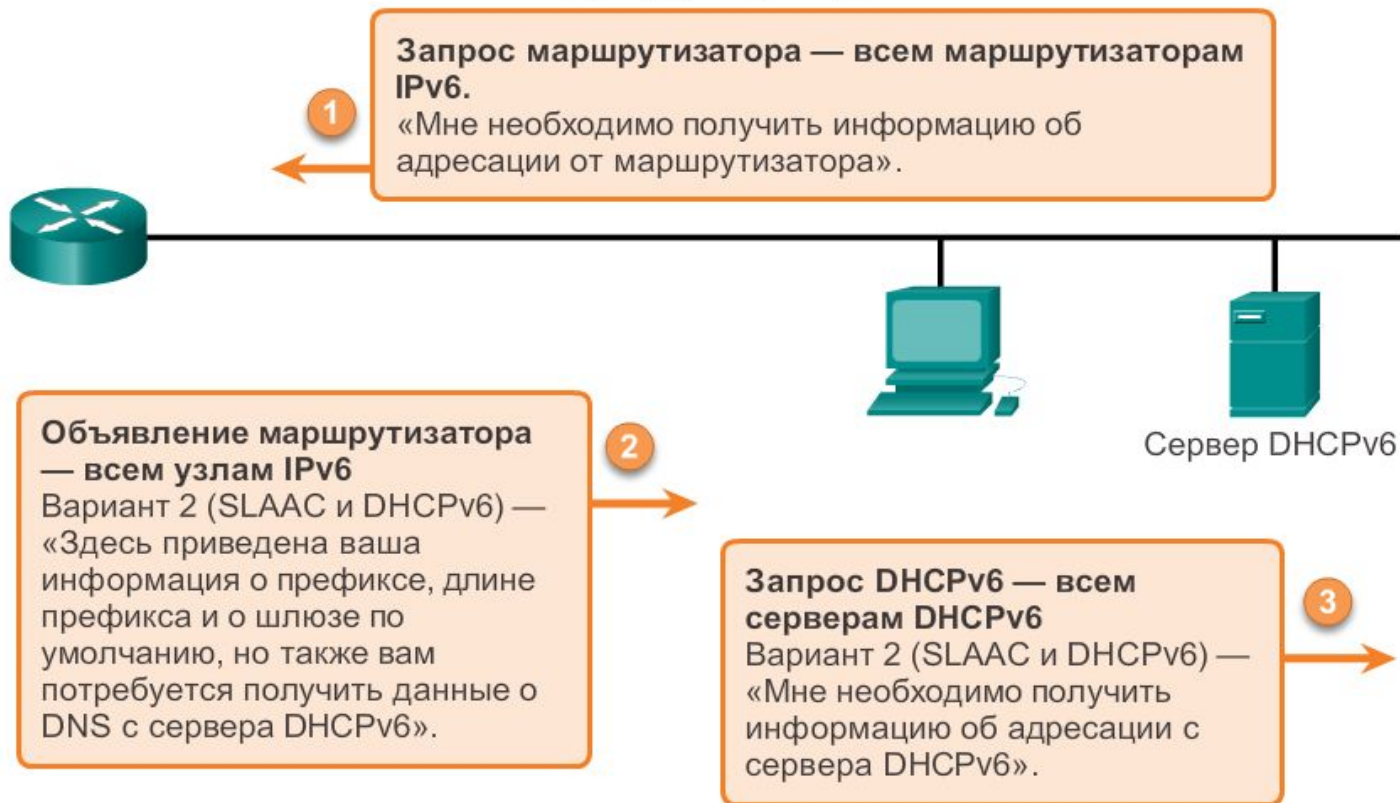 Запрос маршрутизатора — всем маршрутизаторам
IPv6.
1
«Мне необходимо получить информацию об
адресации от маршрутизатора».
Сервер DHCPv6
Объявление маршрутизатора
— всем узлам IPv6
2
Вариант 2 (SLAAC и DHCPv6) —
«Здесь приведена ваша
информация о префиксе, длине
префикса и о шлюзе по
умолчанию, но также вам
потребуется получить данные о
DNS с сервера DHCPv6».
Запрос DHCPv6 — всем
серверам DHCPv6
3
Вариант 2 (SLAAC и DHCPv6) —
«Мне необходимо получить
информацию об адресации с
сервера DHCPv6».